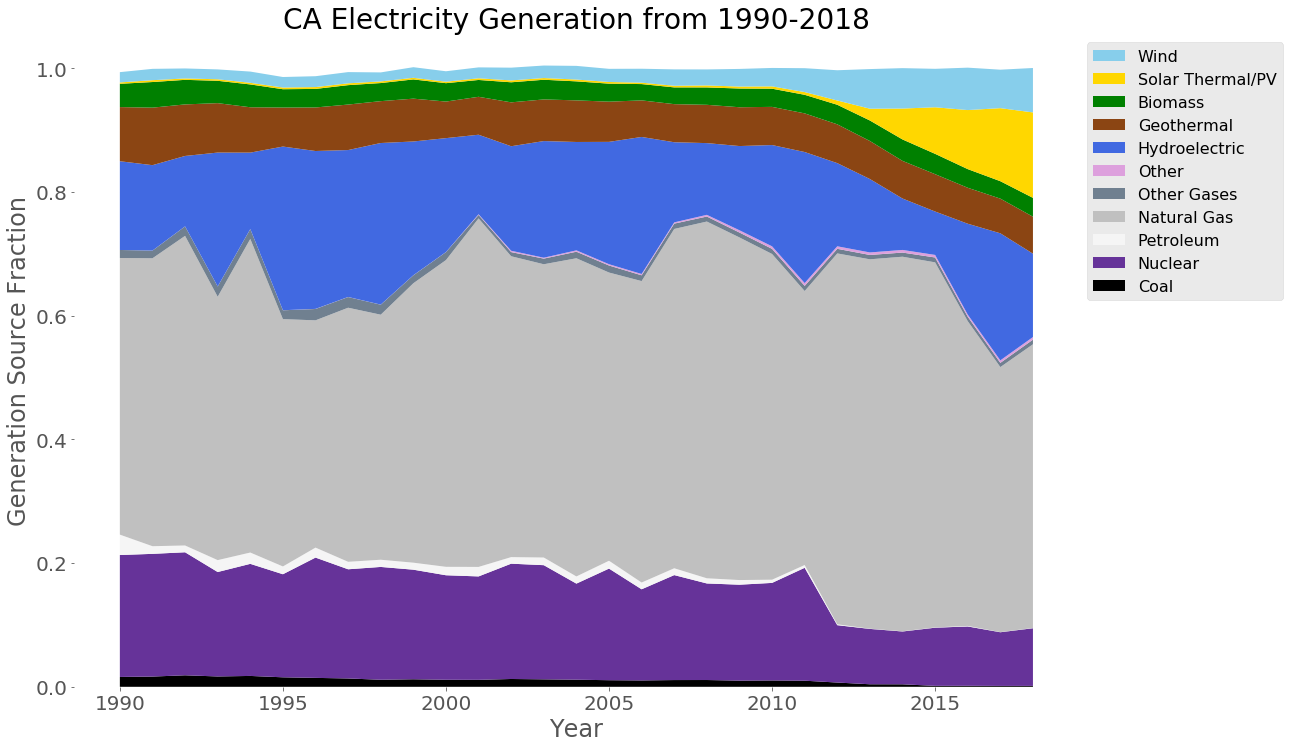 CA Electricity Generation from 1990-2018
Generation Source Fraction
1.0
0.8
0.6
0.4
0.2
0.0
1990 1995 2000 2005 2010 2015
Year
Wind
Solar Thermal/PV
Biomass
Geothermal
Hydroelectric
Other
Other Gases
Natural Gas
Petroleum
Nuclear
Coal